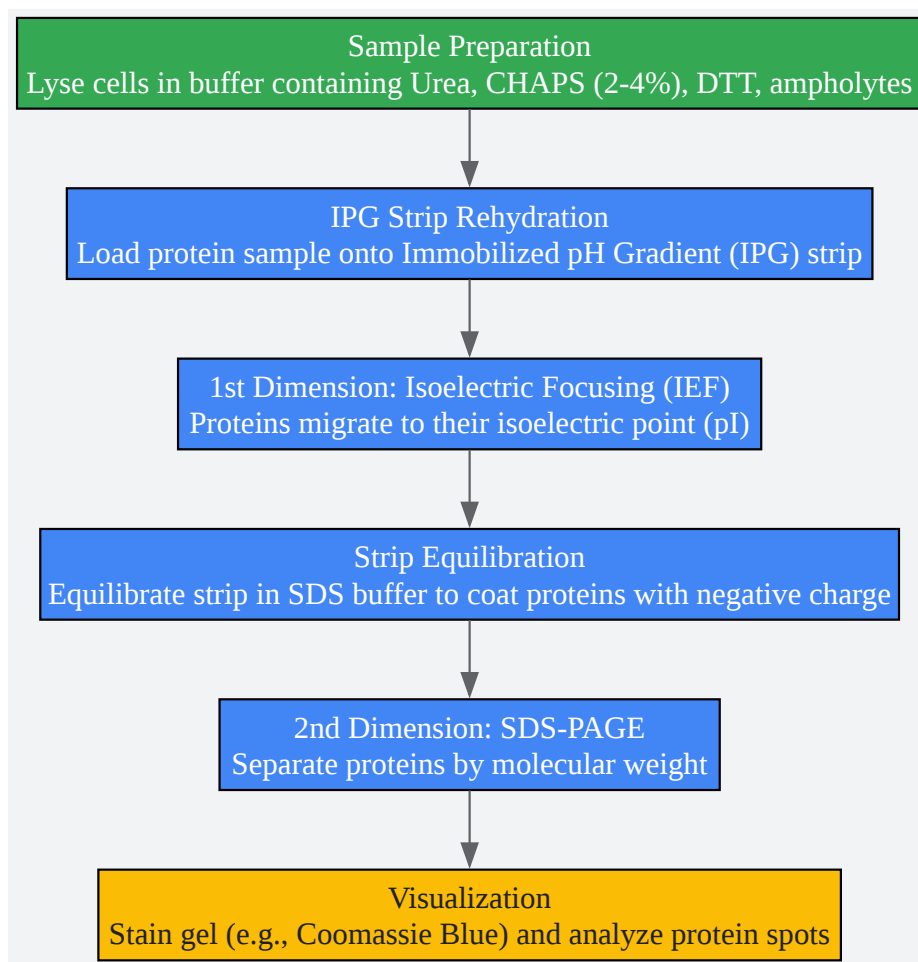 Sample Preparation
Lyse cells in buffer containing Urea, CHAPS (2-4%), DTT, ampholytes
IPG Strip Rehydration
Load protein sample onto Immobilized pH Gradient (IPG) strip
1st Dimension: Isoelectric Focusing (IEF)
Proteins migrate to their isoelectric point (pI)
Strip Equilibration
Equilibrate strip in SDS buffer to coat proteins with negative charge
2nd Dimension: SDS-PAGE
Separate proteins by molecular weight
Visualization
Stain gel (e.g., Coomassie Blue) and analyze protein spots